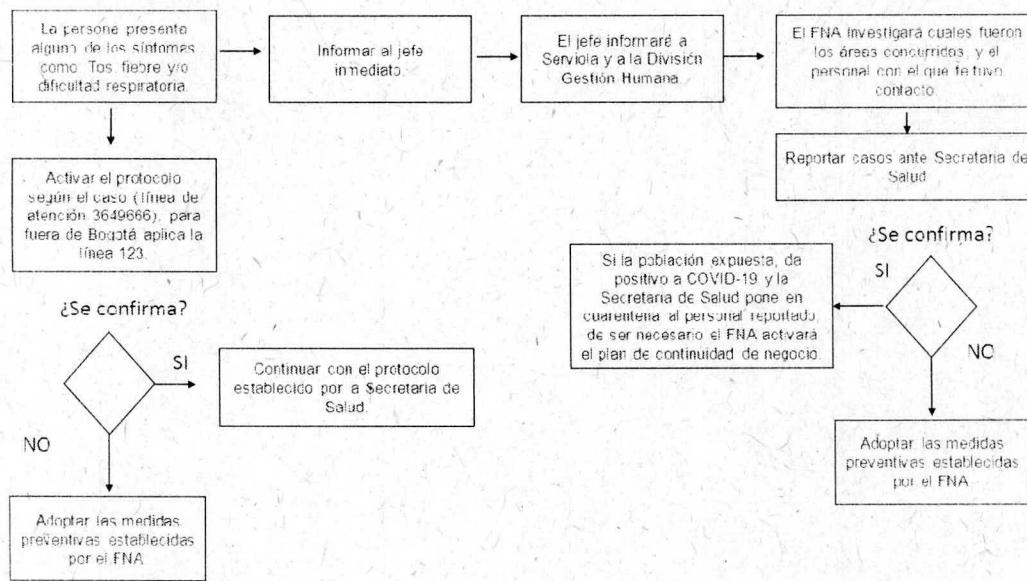 La persona presenta
alguno de los síntomas
como: Tos, fiebre y/o
dificultad respiratoria.
Informar al jefe
inmediato.
El jefe informará a
Serviola y a la División
Gestión Humana.
El FNA investigará cuales fueron
los áreas concurridos, y el
personal con el que te tuvo
contacto.
Activar el protocolo
según el caso (línea de
atención 3649666), para
fuera de Bogotá aplica la
línea 123.
Reportar casos ante Secretaria de
Salud
¿Se confirma?
SI
Si la población expuesta, da
positivo a COVID-19 y la
Secretaria de Salud pone en
cuarentena al personal reportado,
de ser necesario el FNA activará
el plan de continuidad de negocio.
NO
Adoptar las medidas
preventivas establecidas
por el FNA
¿Se confirma?
SI
Continuar con el protocolo
establecido por a Secretaria de
Salud.
NO
Adoptar las medidas
preventivas establecidas
por el FNA